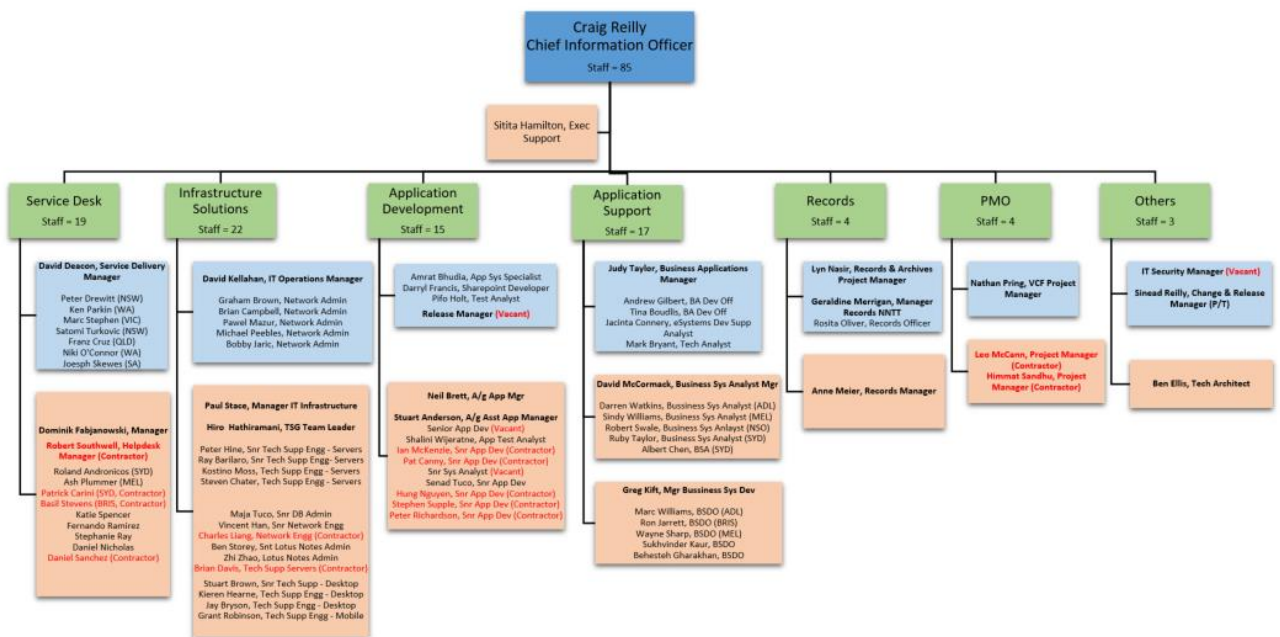 Craig Reilly
Chief Information Officer
Staff = 85
Sitita Hamilton, Exec
Support
Service Desk
Staff = 19
David Deacon, Service Delivery
Manager
Peter Drewitt (NSW)
Ken Parkin (WA)
Marc Stephen (VIC)
Satomi Turkovic (NSW)
Franz Cruz (QLD)
Niki O'Connor (WA)
Joesph Skewes (SA)
Dominik Fabjanowski, Manager
Robert Southwell, Helpdesk
Manager (Contractor)
Roland Andronicos (SYD)
Ash Plummer (MEL)
Patrick Carini (SYD, Contractor)
Basil Stevens (BRIS, Contractor)
Katie Spencer
Fernando Ramirez
Stephanie Ray
Daniel Nicholas
Daniel Sanchez (Contractor)
Infrastructure
Solutions
Staff = 22
David Kellahan, IT Operations Manager
Graham Brown, Network Admin
Brian Campbell, Network Admin
Pawel Mazur, Network Admin
Michael Peebles, Network Admin
Bobby Jaric, Network Admin
Paul Stace, Manager IT Infrastructure
Hiro Hathiramani, TSG Team Leader
Peter Hine, Snr Tech Supp Engg- Servers
Ray Barilaro, Snr Tech Supp Engg- Servers
Kostino Moss, Tech Supp Engg- Servers
Steven Chater, Tech Supp Engg- Servers
Maja Tuco, Snr DB Admin
Vincent Han, Snr Network Engg
Charles Liang, Network Engg (Contractor)
Ben Storey, Snt Lotus Notes Admin
Zhi Zhao, Lotus Notes Admin
Brian Davis, Tech Supp Servers (Contractor)
Stuart Brown, Snr Tech Supp - Desktop
Kieren Hearne, Tech Supp Engg - Desktop
Jay Bryson, Tech Supp Engg - Desktop
Grant Robinson, Tech Supp Engg - Mobile
Application
Development
Staff = 15
Amrat Bhudia, App Sys Specialist
Darryl Francis, Sharepoint Developer
Pifo Holt, Test Analyst
Release Manager (Vacant)
Neil Brett, A/g App Mgr
Stuart Anderson, A/g Asst App Manager
Senior App Dev (Vacant)
Shalini Wijeratne, App Test Analyst
Ian McKenzie, Snr App Dev (Contractor)
Pat Canny, Snr App Dev (Contractor)
Snr Sys Analyst (Vacant)
Senad Tuco, Snr App Dev
Hung Nguyen, Snr App Dev (Contractor)
Stephen Supple, Snr App Dev (Contractor)
Peter Richardson, Snr App Dev (Contractor)
Application
Support
Staff = 17
Judy Taylor, Business Applications
Manager
Andrew Gilbert, BA Dev Off
Tina Boudlis, BA Dev Off
Jacinta Connery, eSystems Dev Supp
Analyst
Mark Bryant, Tech Analyst
David McCormack, Business Sys Analyst Mgr
Darren Watkins, Bussiness Sys Analyst (ADL)
Sindy Williams, Business Sys Analyst (MEL)
Robert Swale, Business Sys Anlayst (NSO)
Ruby Taylor, Business Sys Analyst (SYD)
Albert Chen, BSA (SYD)
Greg Kift, Mgr Bussiness Sys Dev
Marc Williams, BSDO (ADL)
Ron Jarrett, BSDO (BRIS)
Wayne Sharp, BSDO (MEL)
Sukhvinder Kaur, BSDO
Behesteh Gharakhan, BSDO
Records
Staff = 4
Lyn Nasir, Records & Archives
Project Manager
Geraldine Merrigan, Manager
Records NNTT
Rosita Oliver, Records Officer
Anne Meier, Records Manager
PMO
Staff = 4
Nathan Pring, VCF Project
Manager
Leo McCann, Project Manager
(Contractor)
Himmat Sandhu, Project
Manager (Contractor)
Others
Staff = 3
IT Security Manager (Vacant)
Sinead Reilly, Change & Release
Manager (P/T)
Ben Ellis, Tech Architect